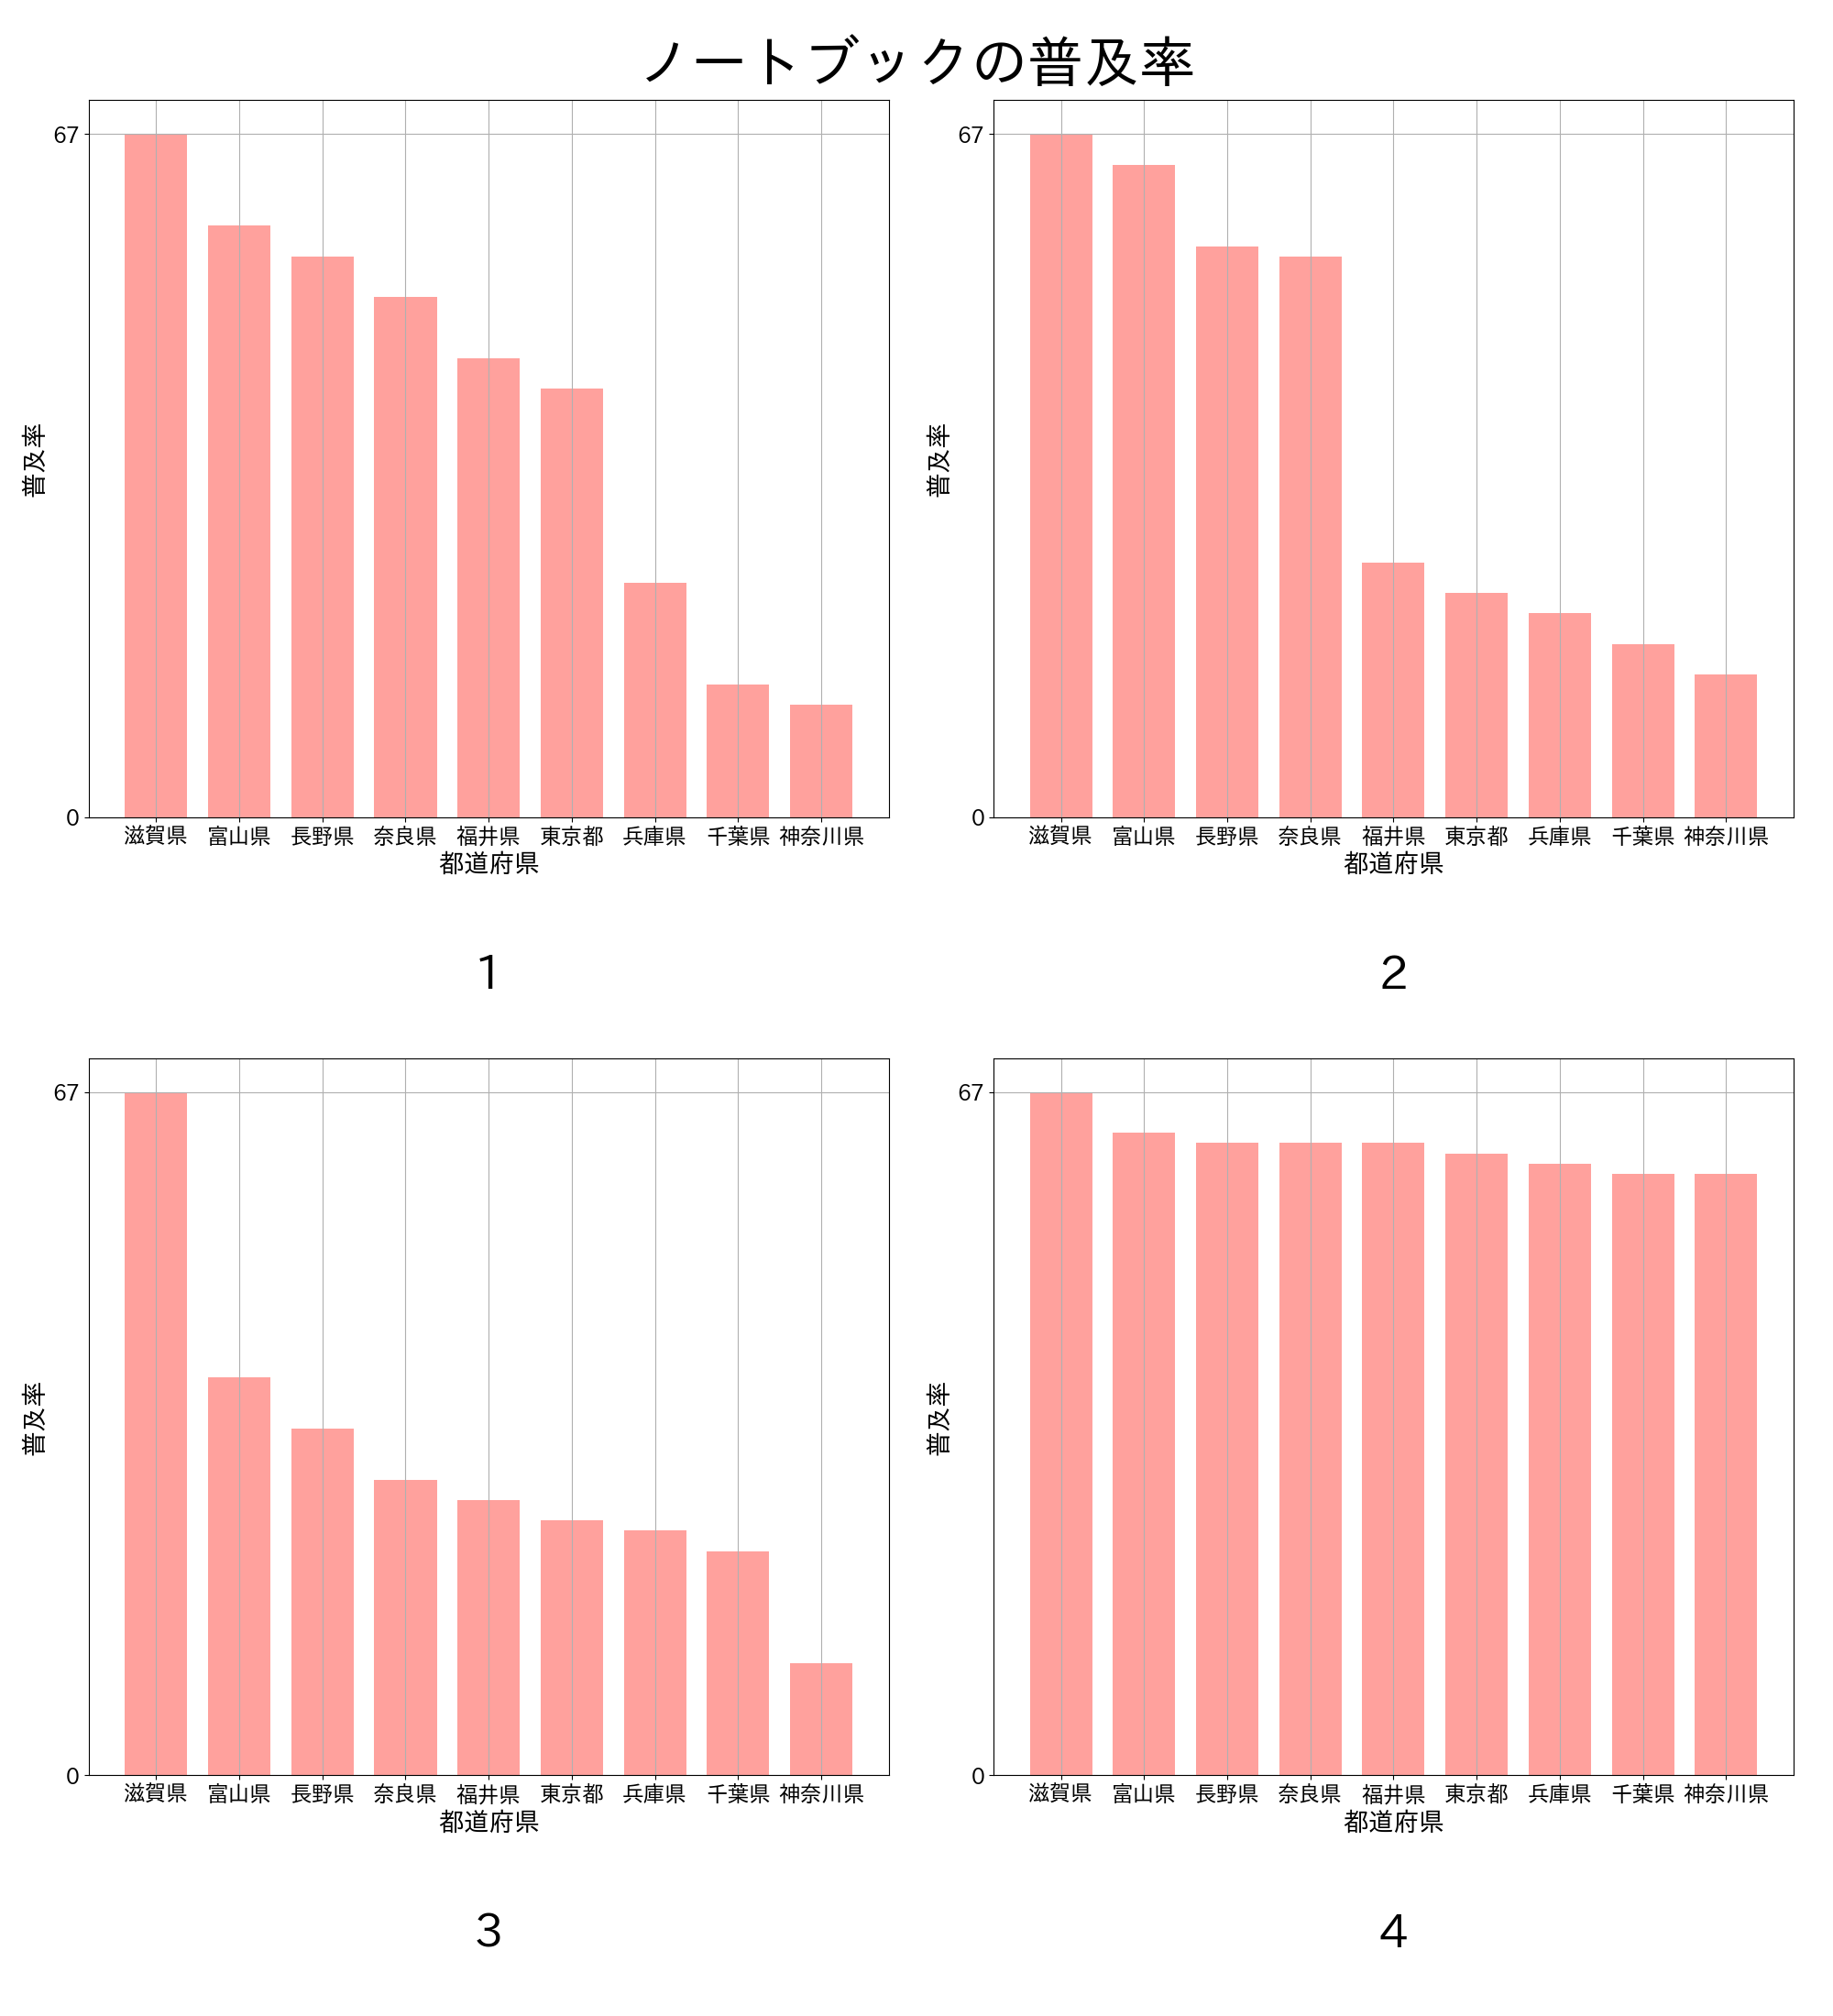 ノートブックの普及率
67
0
普及率
滋賀県 富山県 長野県 奈良県 福井県 東京都 兵庫県 千葉県 神奈川県
都道府県
1
67
0
普及率
滋賀県 富山県 長野県 奈良県 福井県 東京都 兵庫県 千葉県 神奈川県
都道府県
2
67
0
普及率
滋賀県 富山県 長野県 奈良県 福井県 東京都 兵庫県 千葉県 神奈川県
都道府県
3
67
0
普及率
滋賀県 富山県 長野県 奈良県 福井県 東京都 兵庫県 千葉県 神奈川県
都道府県
4